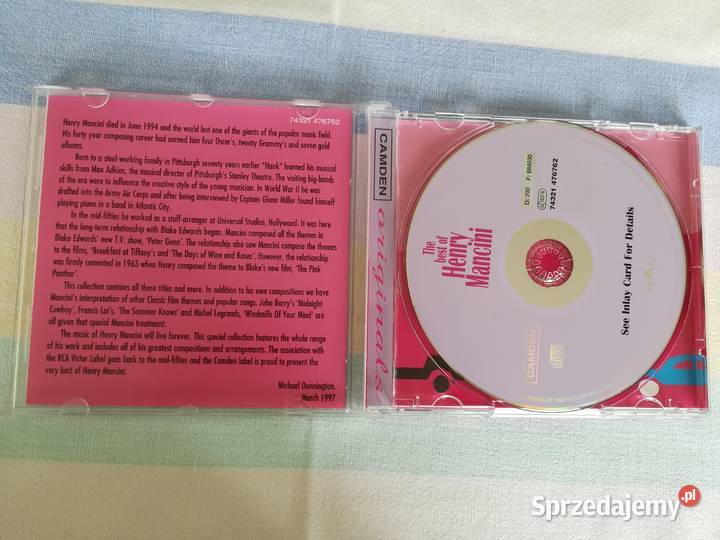 74321 476762
Henry Mancini died in June 1994 and the world lost one of the giants of the popular music field.
His forty year composing career had earned him four Oscar's, twenty Grammy's and seven gold
albums.
Born to a steel-working family in Pittsburgh seventy years earlier "Hank" learned his musical
skills from Max Adkins, the musical director of Pittsburgh's Stanley Theatre. The visiting big-bands
of the era were to influence the creative style of the young musician. In World War II he was
drafted into the Army Air Corps and after being interviewed by Captain Glenn Miller found himself
playing piano in a band in Atlantic City.
In the mid-fifties he worked as a staff-arranger at Universal Studios, Hollywood. It was here
that the long-term relationship with Blake Edwards began. Mancini composed all the themes in
Blake Edwards' new T.V. show, 'Peter Gunn'. The relationship also saw Mancini compose the themes
to the films, 'Breakfast at Tiffany's and 'The Days of Wine and Roses'. However, the relationship
was firmly cemented in 1963 when Henry composed the theme to Blake's new film, 'The Pink
Panther'.
This collection contains all these titles and more. In addition to his own compositions we have
Mancini's interpretation of other Classic film themes and popular songs. John Barry's 'Midnight
Cowboy', Francis Lai's, 'The Summer Knows' and Michel Legrands, 'Windmills Of Your Mind' are
all given that special Mancini treatment.
The music of Henry Mancini will live forever. This special collection features the whole range
of his work and includes all of his greatest compositions and arrangements. The association with
the RCA Victor Label goes back to the mid-fifties and the Camden label is proud to present the
very best of Henry Mancini.
Michael Dunnington.
March 1997
CAMDEN
originals
The
best of
Henry
Mancini
CAMDEN
D: 200 F: BM630
74321 476762
See Inlay Card For Details
Sprzedajemy.pl